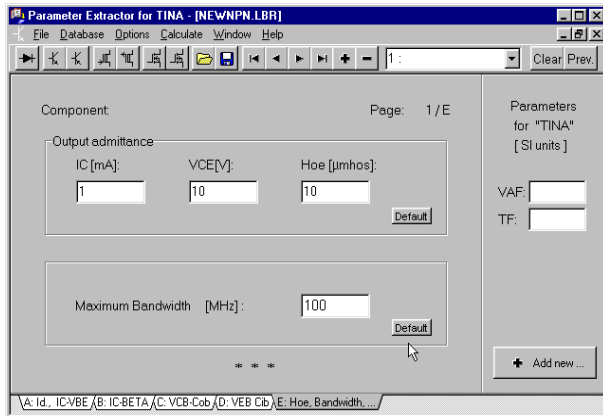 Parameter Extractor for TINA - [NEWNPN.LBR]
File Database Options Calculate Window Help
1 : Clear Prev.
Component: Page: 1/E
Parameters
for "TINA"
[ SI units ]
Output admittance
IC [mA]: VCE[V]: Hoe [µmhos]:
1 10 10
Default
VAF:
TF:
Maximum Bandwidth [MHz] : 100
Default
* * *
Add new ...
A: Id., IC-VBE B: IC-BETA C: VCB-Cob D: VEB Cib E: Hoe, Bandwidth, ...